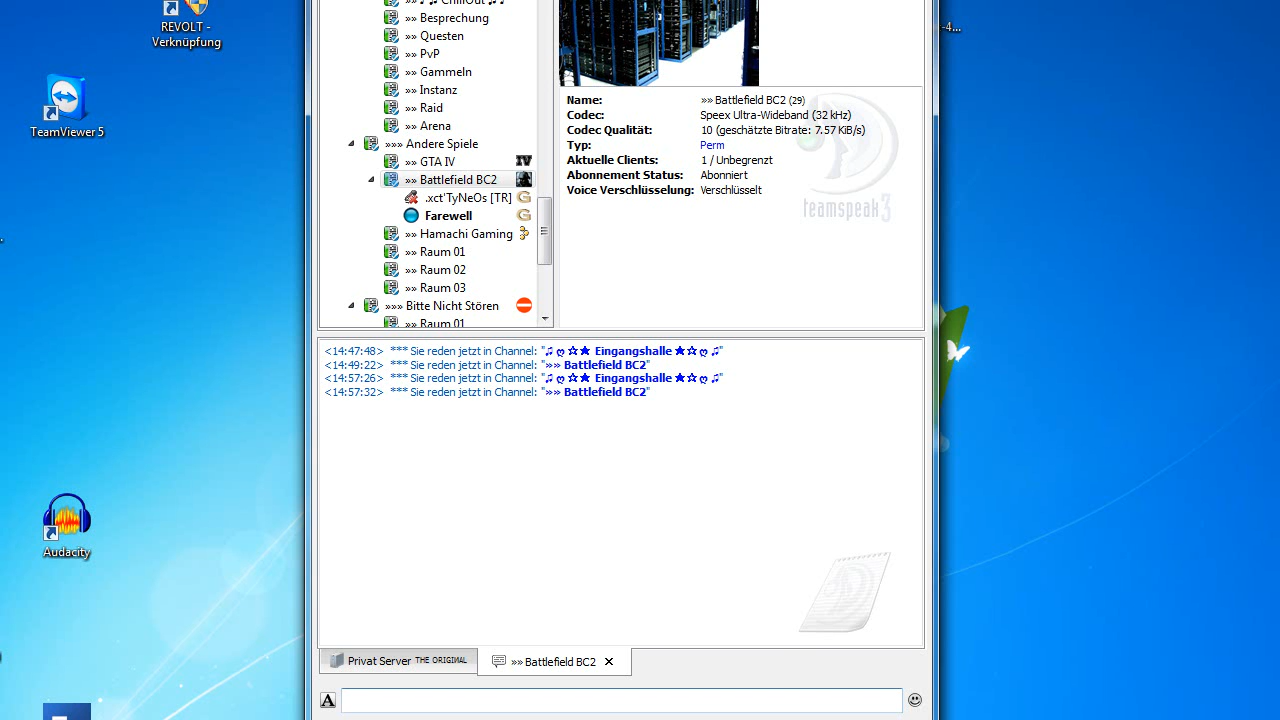 REVOLT -
Verknüpfung
TeamViewer 5
Audacity
»» ♪ ♪ ChillOut ♪ ♪
»» Besprechung
»» Questen
»» PvP
»» Gammeln
»» Instanz
»» Raid
»» Arena
»»» Andere Spiele
»» GTA IV IV
»» Battlefield BC2
.xct'TyNeOs [TR] G
Farewell G
»» Hamachi Gaming
»» Raum 01
»» Raum 02
»» Raum 03
»»» Bitte Nicht Stören
»» Raum 01
Name: »» Battlefield BC2 (29)
Codec: Speex Ultra-Wideband (32 kHz)
Codec Qualität: 10 (geschätzte Bitrate: 7.57 KiB/s)
Typ: Perm
Aktuelle Clients: 1 / Unbegrenzt
Abonnement Status: Abonniert
Voice Verschlüsselung: Verschlüsselt
teamspeak3
-4...
<14:47:48> *** Sie reden jetzt in Channel: "♫ ღ ☆★ Eingangshalle ★☆ღ ♫"
<14:49:22> *** Sie reden jetzt in Channel: "»» Battlefield BC2"
<14:57:26> *** Sie reden jetzt in Channel: "♫ ღ ☆★ Eingangshalle ★☆ღ ♫"
<14:57:32> *** Sie reden jetzt in Channel: "»» Battlefield BC2"
Privat Server THE ORIGINAL
»» Battlefield BC2
A